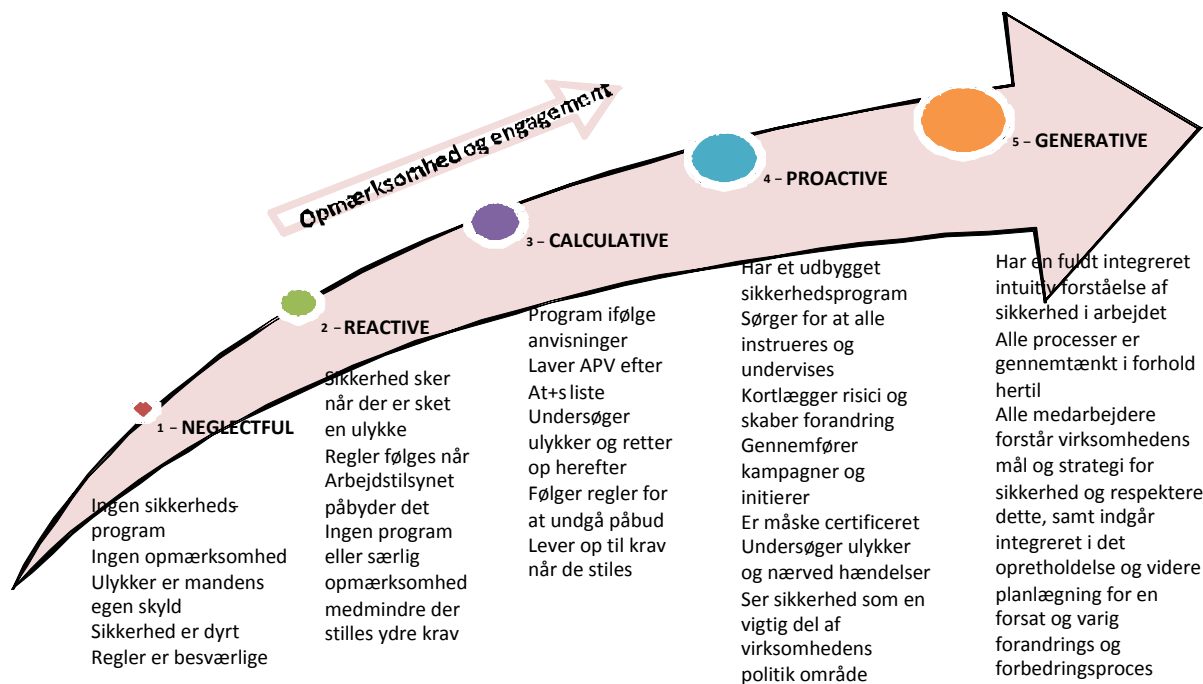 Opmærksomhed og engagement
1 – NEGLECTFUL
Ingen sikkerheds-
program
Ingen opmærksomhed
Ulykker er mandens
egen skyld
Sikkerhed er dyrt
Regler er besværlige
2 – REACTIVE
Sikkerhed sker
når der er sket
en ulykke
Regler følges når
Arbejdstilsynet
påbyder det
Ingen program
eller særlig
opmærksomhed
medmindre der
stilles ydre krav
3 – CALCULATIVE
Program ifølge
anvisninger
Laver APV efter
At+s liste
Undersøger
ulykker og retter
op herefter
Følger regler for
at undgå påbud
Lever op til krav
når de stiles
4 – PROACTIVE
Har et udbygget
sikkerhedsprogram
Sørger for at alle
instrueres og
undervises
Kortlægger risici og
skaber forandring
Gennemfører
kampagner og
initierer
Er måske certificeret
Undersøger ulykker
og nærved hændelser
Ser sikkerhed som en
vigtig del af
virksomhedens
politik område
5 – GENERATIVE
Har en fuldt integreret
intuitiv forståelse af
sikkerhed i arbejdet
Alle processer er
gennemtænkt i forhold
hertil
Alle medarbejdere
forstår virksomhedens
mål og strategi for
sikkerhed og respektere
dette, samt indgår
integreret i det
opretholdelse og videre
planlægning for en
forsat og varig
forandrings og
forbedringsproces